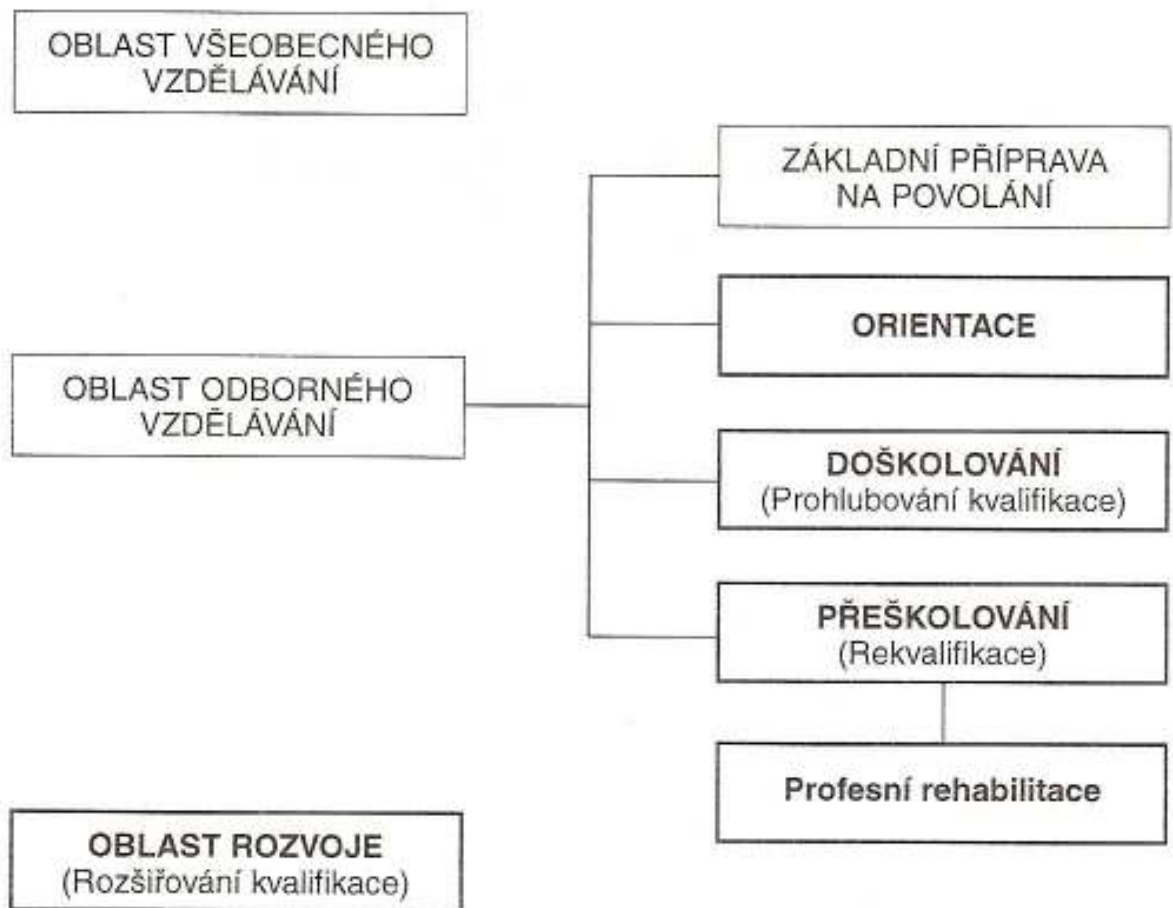 OBLAST VŠEOBECNÉHO
VZDĚLÁVÁNÍ
ZÁKLADNÍ PŘÍPRAVA
NA POVOLÁNÍ
ORIENTACE
OBLAST ODBORNÉHO
VZDĚLÁVÁNÍ
DOŠKOLOVÁNÍ
(Prohlubování kvalifikace)
PŘEŠKOLOVÁNÍ
(Rekvalifikace)
Profesní rehabilitace
OBLAST ROZVOJE
(Rozšiřování kvalifikace)